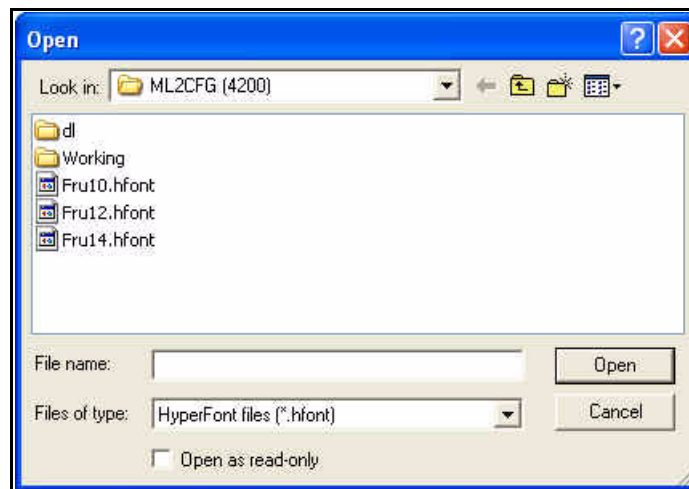 Open
Look in: ML2CFG (4200)
dl
Working
Fru10.hfont
Fru12.hfont
Fru14.hfont
File name:
Open
Files of type: HyperFont files (*.hfont)
Cancel
Open as read-only